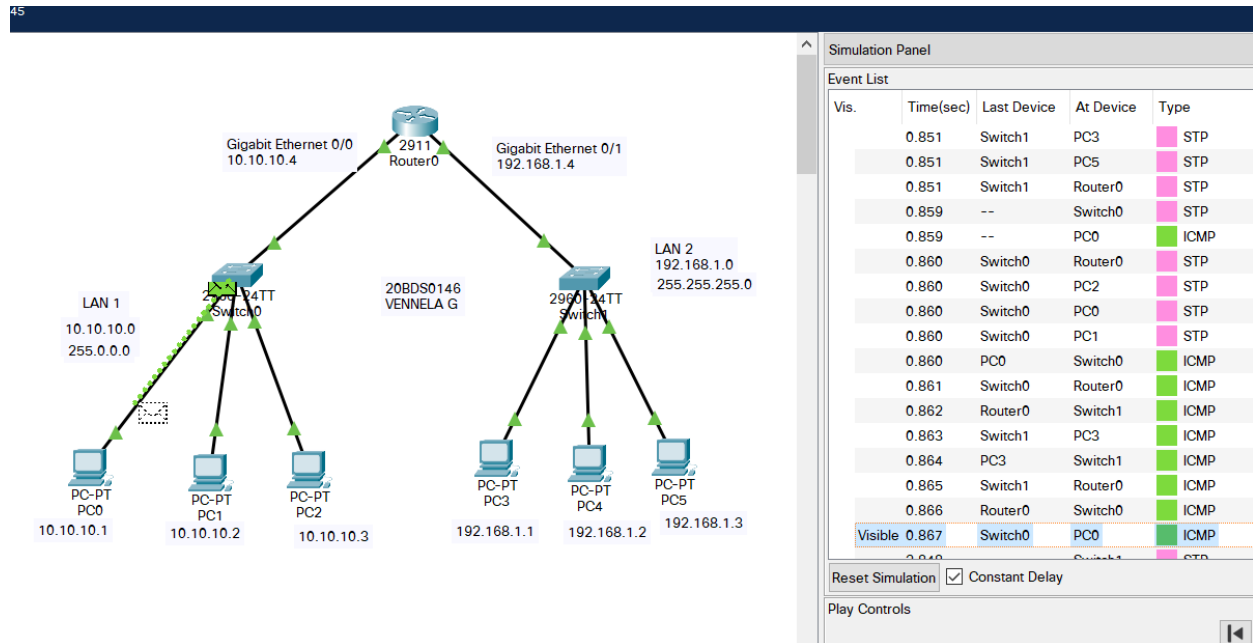 45
Gigabit Ethernet 0/0
10.10.10.4
2911
Router0
Gigabit Ethernet 0/1
192.168.1.4
LAN 1
10.10.10.0
255.0.0.0
2960-24TT
Switch0
20BDS0146
VENNELA G
2960-24TT
Switch1
LAN 2
192.168.1.0
255.255.255.0
PC-PT
PC0
10.10.10.1
PC-PT
PC1
10.10.10.2
PC-PT
PC2
10.10.10.3
PC-PT
PC3
192.168.1.1
PC-PT
PC4
192.168.1.2
PC-PT
PC5
192.168.1.3
Simulation Panel
Event List
Vis. Time(sec) Last Device At Device Type
0.851 Switch1 PC3 STP
0.851 Switch1 PC5 STP
0.851 Switch1 Router0 STP
0.859 -- Switch0 STP
0.859 -- PC0 ICMP
0.860 Switch0 Router0 STP
0.860 Switch0 PC2 STP
0.860 Switch0 PC0 STP
0.860 Switch0 PC1 STP
0.860 PC0 Switch0 ICMP
0.861 Switch0 Router0 ICMP
0.862 Router0 Switch1 ICMP
0.863 Switch1 PC3 ICMP
0.864 PC3 Switch1 ICMP
0.865 Switch1 Router0 ICMP
0.866 Router0 Switch0 ICMP
Visible 0.867 Switch0 PC0 ICMP
Reset Simulation Constant Delay
Play Controls